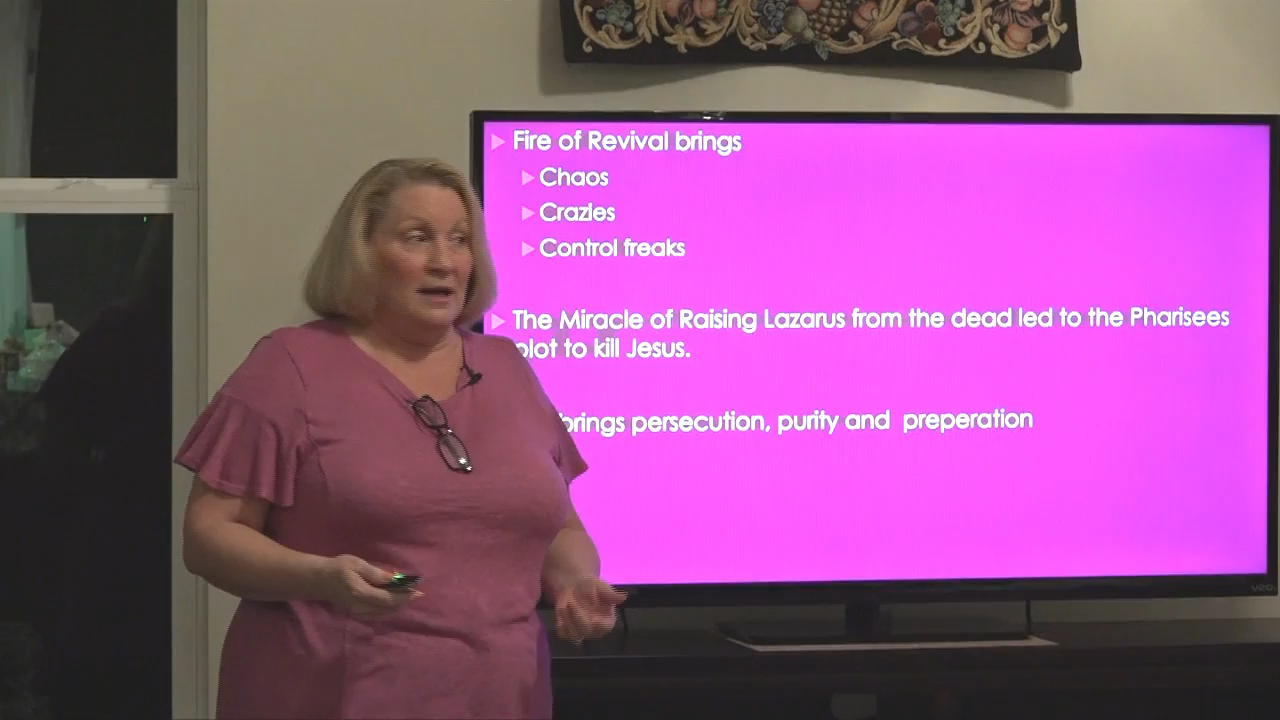 Fire of Revival brings
Chaos
Crazies
Control freaks
The Miracle of Raising Lazarus from the dead led to the Pharisees
plot to kill Jesus.
brings persecution, purity and preperation